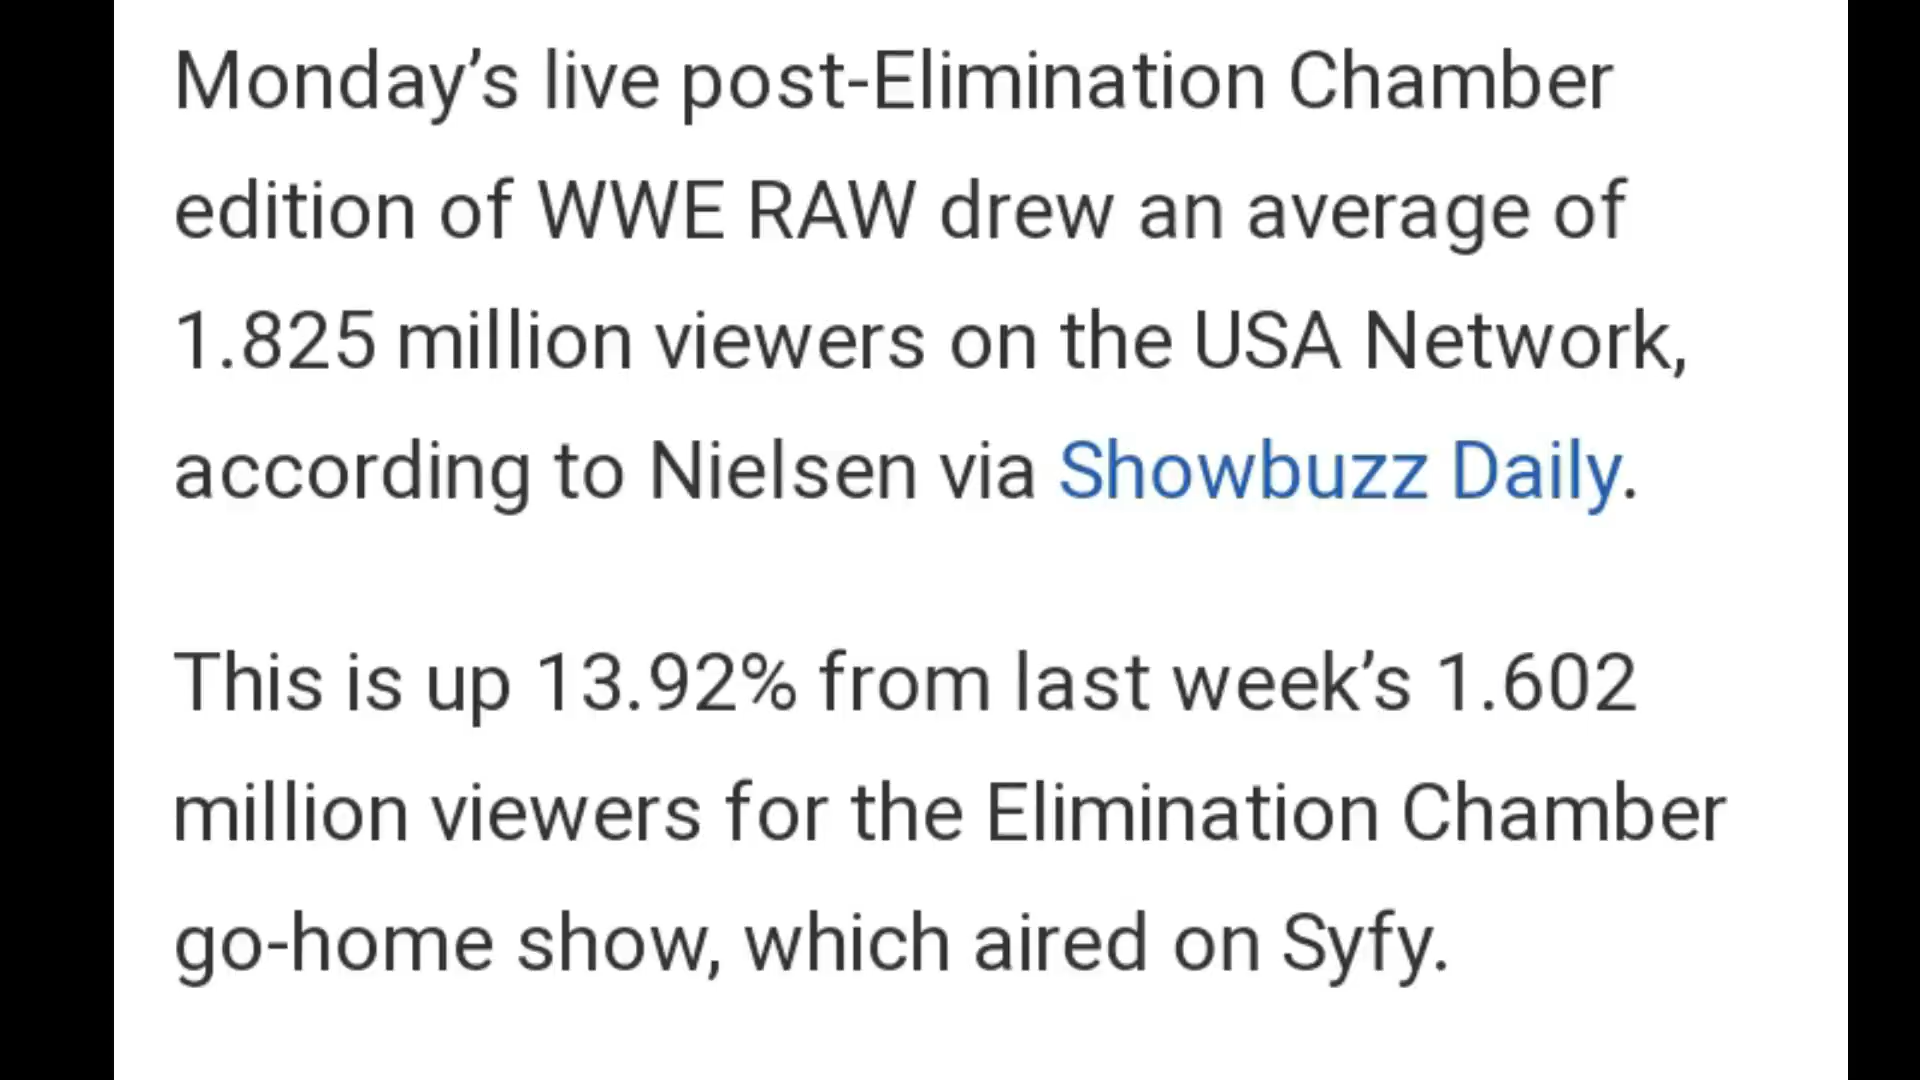 Monday’s live post-Elimination Chamber
edition of WWE RAW drew an average of
1.825 million viewers on the USA Network,
according to Nielsen via Showbuzz Daily.
This is up 13.92% from last week’s 1.602
million viewers for the Elimination Chamber
go-home show, which aired on Syfy.